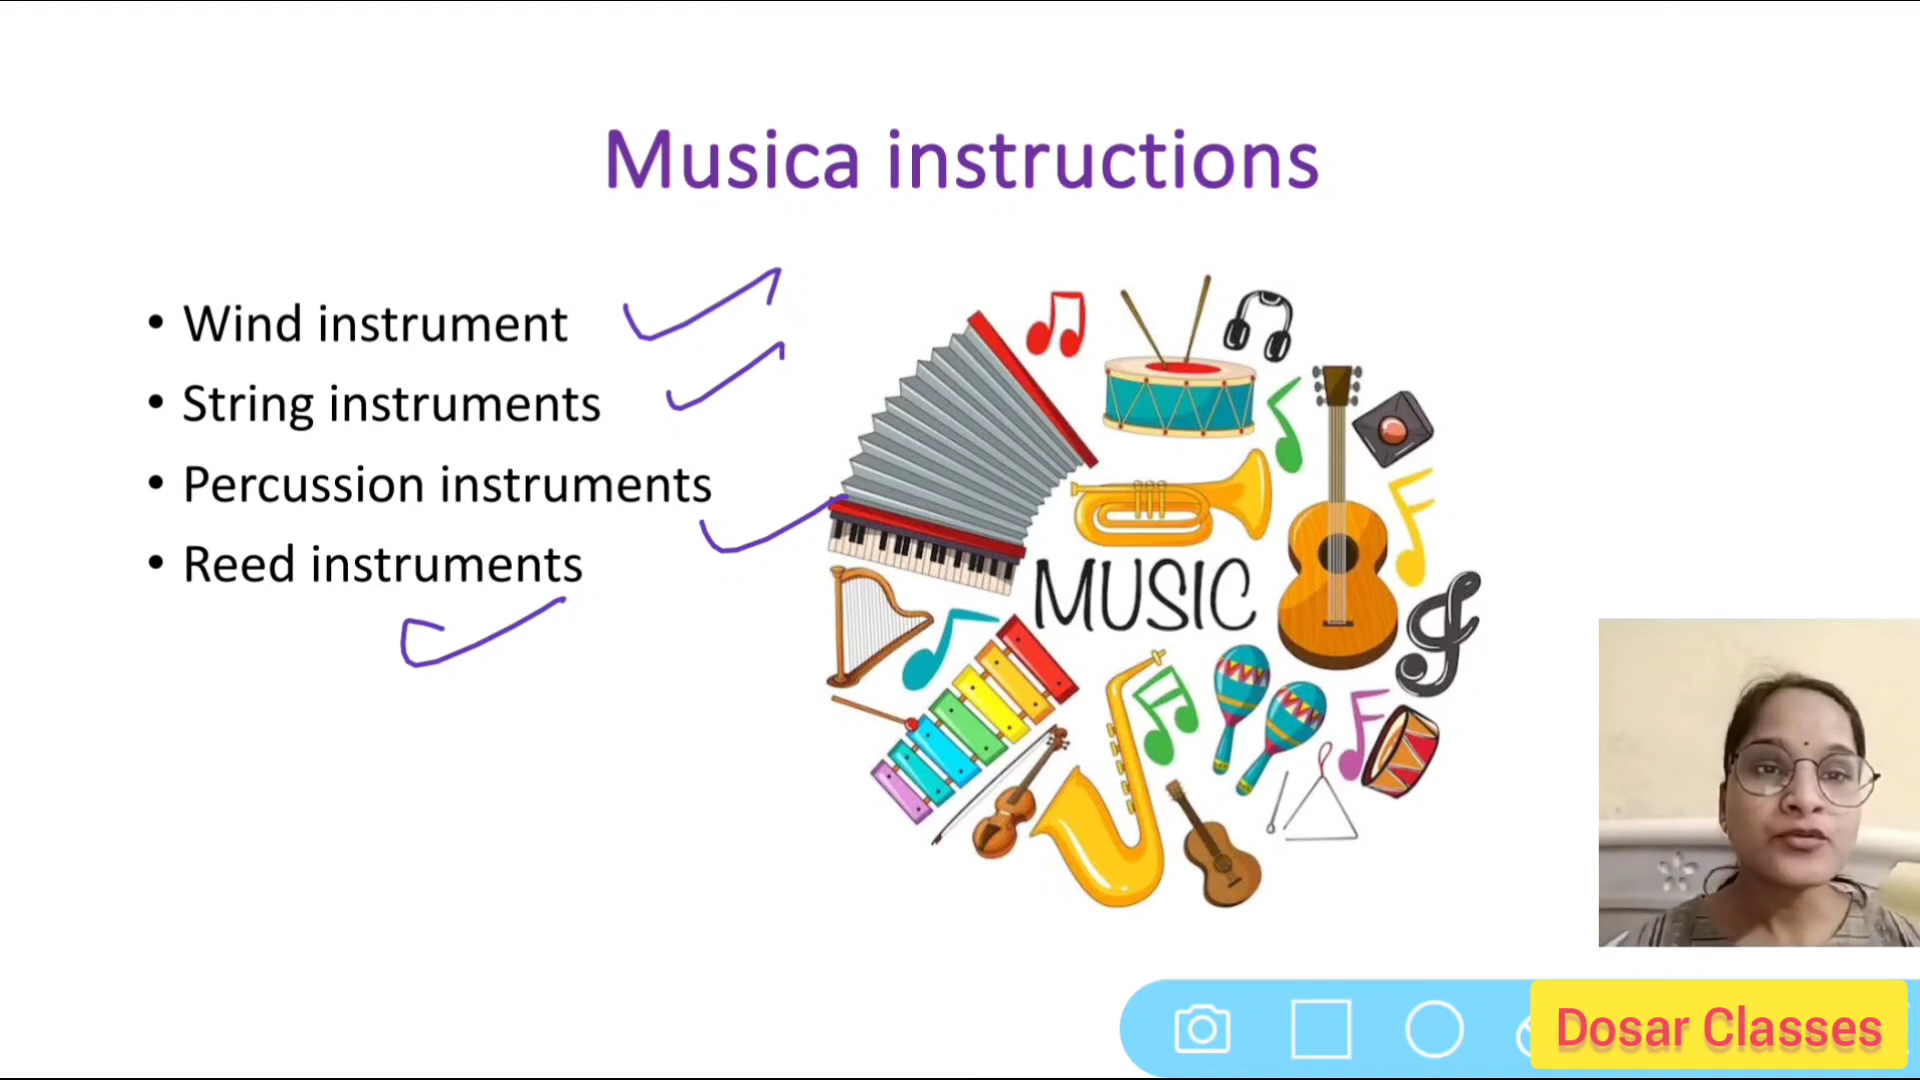 Musica instructions
• Wind instrument
• String instruments
• Percussion instruments
• Reed instruments
MUSIC
Dosar Classes